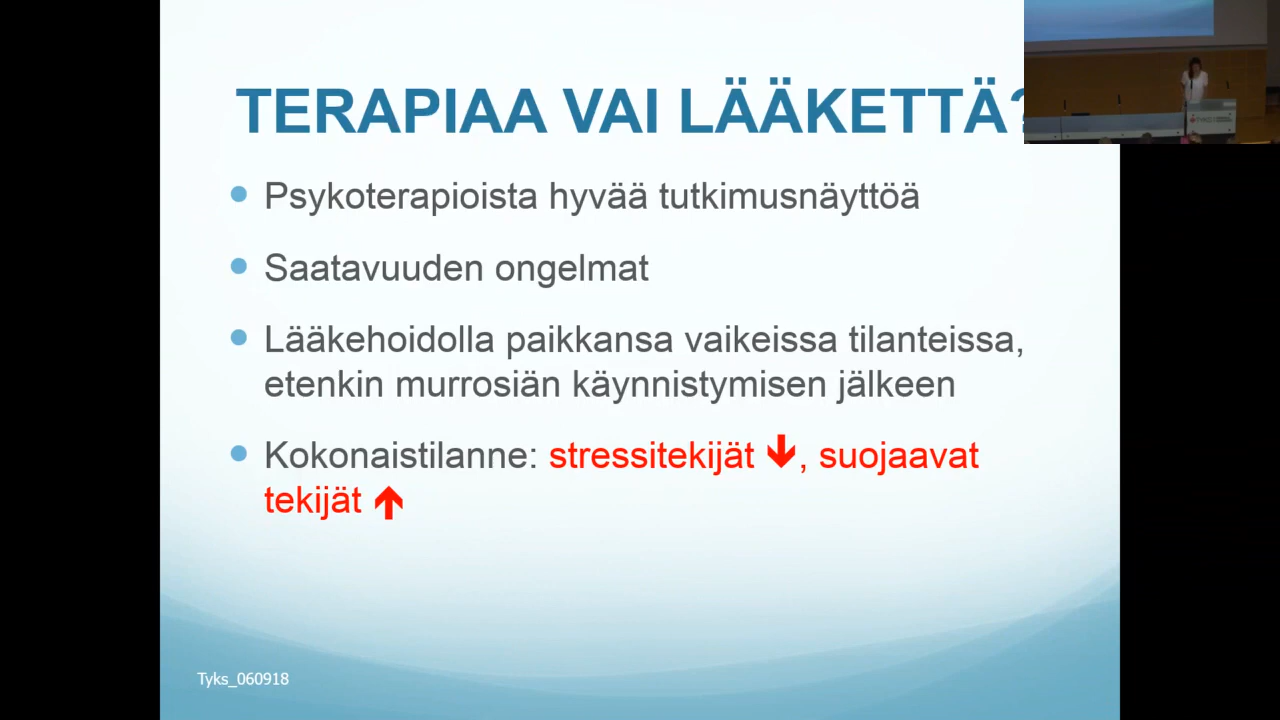 TERAPIAA VAI LÄÄKETTÄ?
Psykoterapioista hyvää tutkimusnäyttöä
Saatavuuden ongelmat
Lääkehoidolla paikkansa vaikeissa tilanteissa,
etenkin murrosiän käynnistymisen jälkeen
Kokonaistilanne: stressitekijät ↓, suojaavat
tekijät ↑
Tyks_060918